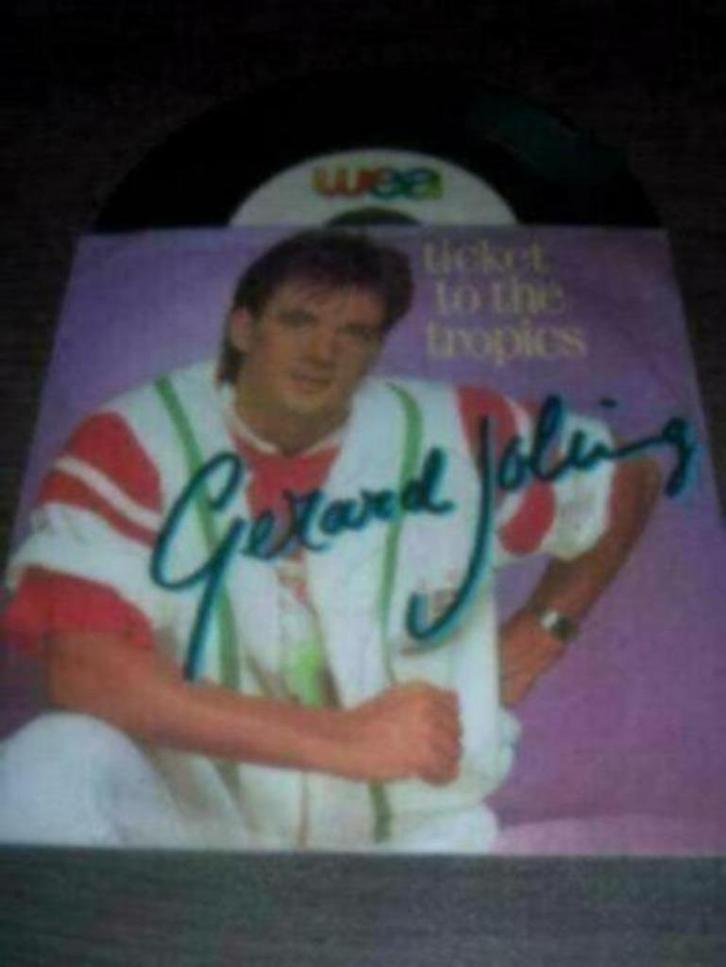 wea
ticket
to the
tropics
Gerard Joling